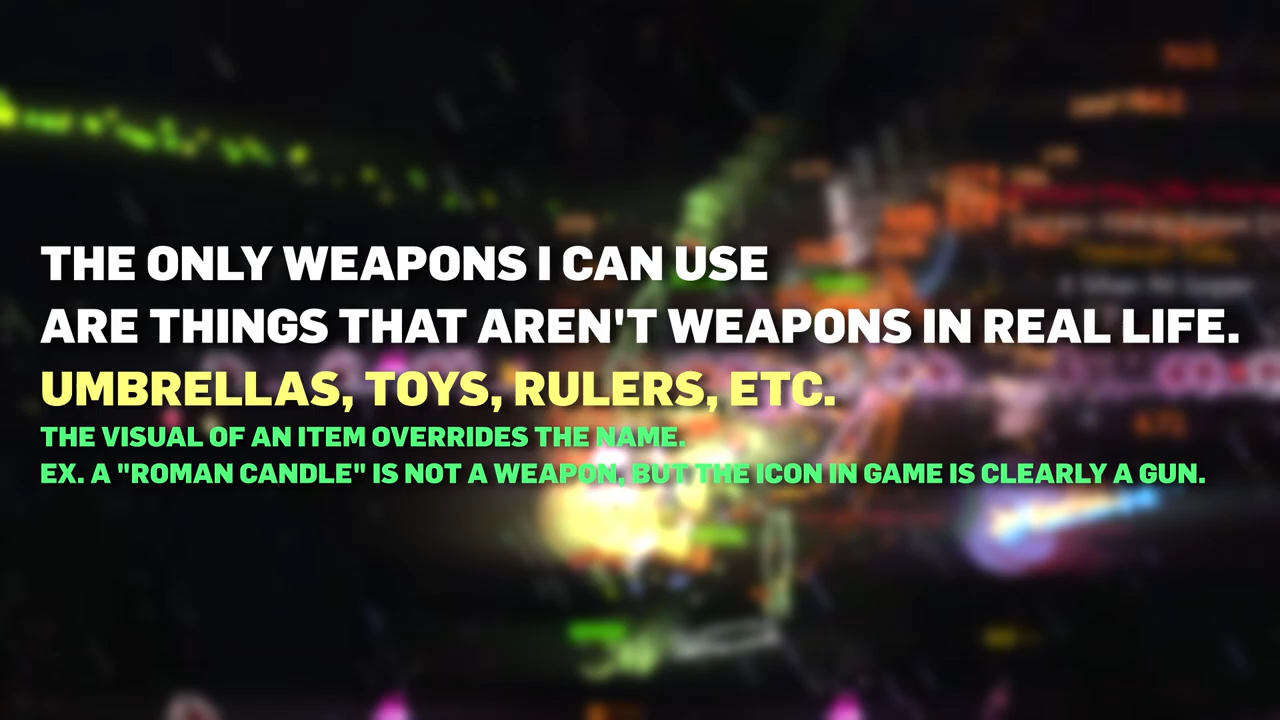 THE ONLY WEAPONS I CAN USE
ARE THINGS THAT AREN'T WEAPONS IN REAL LIFE.
UMBRELLAS, TOYS, RULERS, ETC.
THE VISUAL OF AN ITEM OVERRIDES THE NAME.
EX. A "ROMAN CANDLE" IS NOT A WEAPON, BUT THE ICON IN GAME IS CLEARLY A GUN.